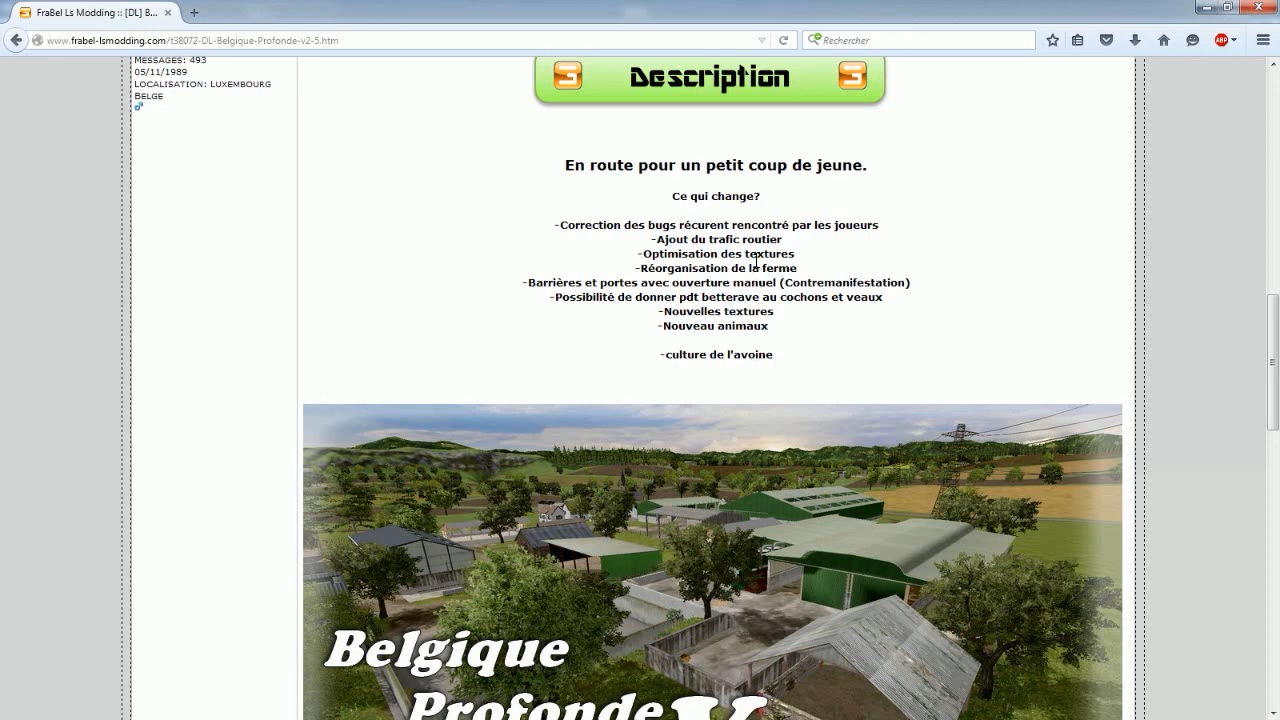 FraBel Ls Modding :: [DL] B...
www.frabel-lsmodding.com/t38072-DL-Belgique-Profonde-v2-5.htm
Rechercher
ABP
MESSAGES: 493
05/11/1989
LOCALISATION: LUXEMBOURG
BELGE
Description
En route pour un petit coup de jeune.
Ce qui change?
-Correction des bugs récurent rencontré par les joueurs
-Ajout du trafic routier
-Optimisation des textures
-Réorganisation de la ferme
-Barrières et portes avec ouverture manuel (Contremanifestation)
-Possibilité de donner pdt betterave au cochons et veaux
-Nouvelles textures
-Nouveau animaux
-culture de l'avoine
Belgique
Profonde V